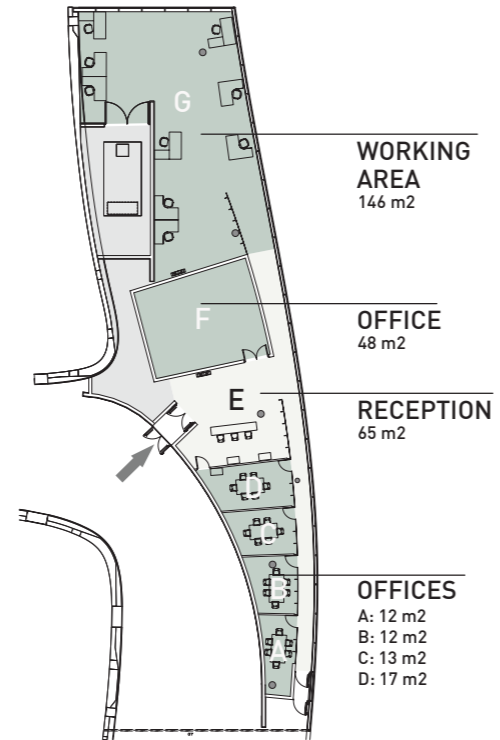 G
WORKING
AREA
146 m2
F
OFFICE
48 m2
E
RECEPTION
65 m2
D
C
B
A
OFFICES
A: 12 m2
B: 12 m2
C: 13 m2
D: 17 m2